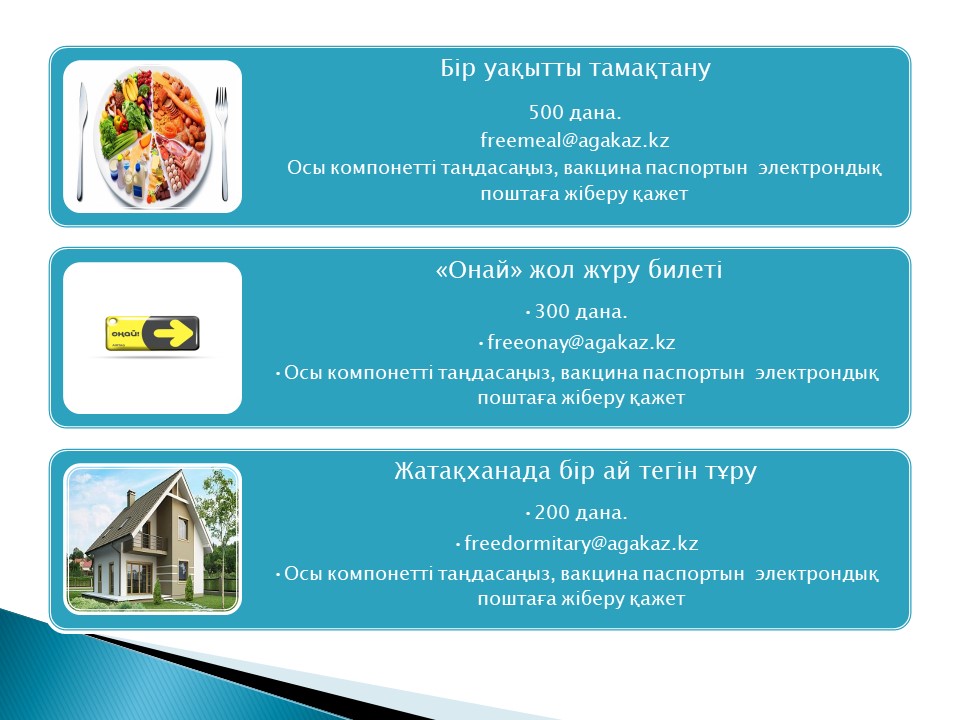 Бір уақытты тамақтану
500 дана.
freemeal@agakaz.kz
Осы компонетті таңдасаңыз, вакцина паспортын электрондық
поштаға жіберу қажет
«Онай» жол жүру билеті
•300 дана.
•freeonay@agakaz.kz
•Осы компонетті таңдасаңыз, вакцина паспортын электрондық
поштаға жіберу қажет
оңай!
Жатақханада бір ай тегін тұру
•200 дана.
•freedormitary@agakaz.kz
•Осы компонетті таңдасаңыз, вакцина паспортын электрондық
поштаға жіберу қажет